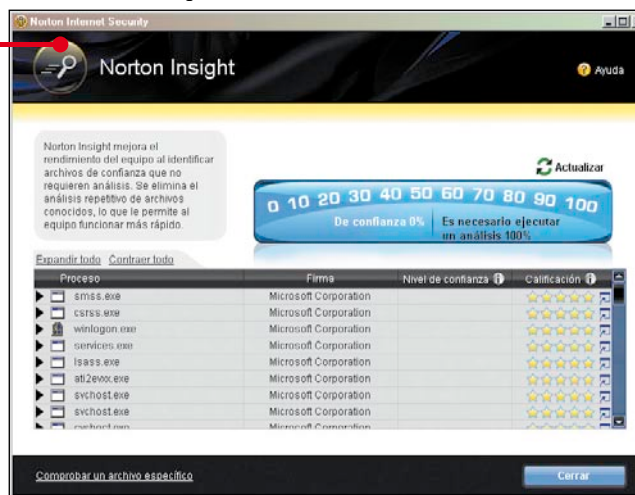 Norton Internet Security
Norton Insight
Ayuda
Norton Insight mejora el
rendimiento del equipo al identificar
archivos de confianza que no
requieren análisis. Se elimina el
análisis repetitivo de archivos
conocidos, lo que le permite al
equipo funcionar más rápido.
Actualizar
0 10 20 30 40 50 60 70 80 90 100
De confianza 0%
Es necesario ejecutar
un análisis 100%
Expandir todo Contraer todo
Proceso Firma Nivel de confianza Calificación
smss.exe Microsoft Corporation
csrss.exe Microsoft Corporation
winlogon.exe Microsoft Corporation
services.exe Microsoft Corporation
lsass.exe Microsoft Corporation
ati2evxx.exe Microsoft Corporation
svchost.exe Microsoft Corporation
svchost.exe Microsoft Corporation
svchost.exe Microsoft Corporation
Comprobar un archivo específico
Cerrar